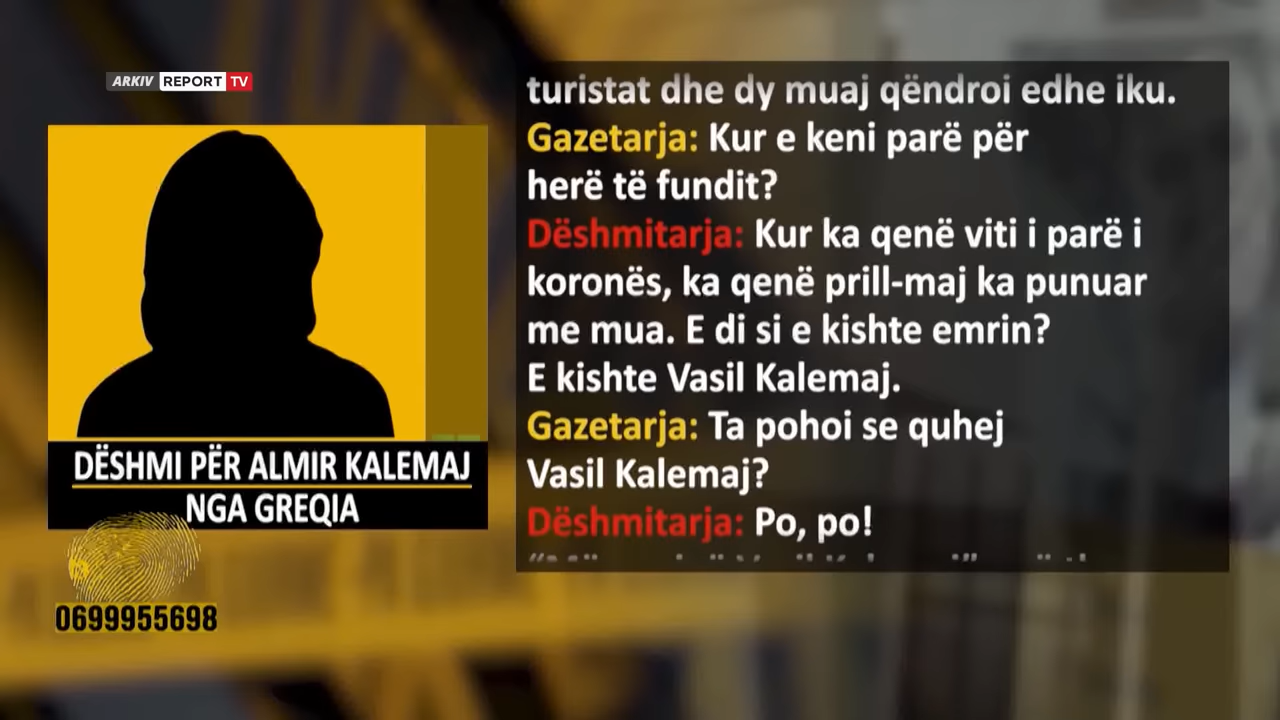 ARKIV REPORT TV
turistat dhe dy muaj qëndroi edhe iku.
Gazetarja: Kur e keni parë për
herë të fundit?
Dëshmitarja: Kur ka qenë viti i parë i
koronës, ka qenë prill-maj ka punuar
me mua. E di si e kishte emrin?
E kishte Vasil Kalemaj.
Gazetarja: Ta pohoi se quhej
Vasil Kalemaj?
Dëshmitarja: Po, po!
DËSHMI PËR ALMIR KALEMAJ
NGA GREQIA
0699955698